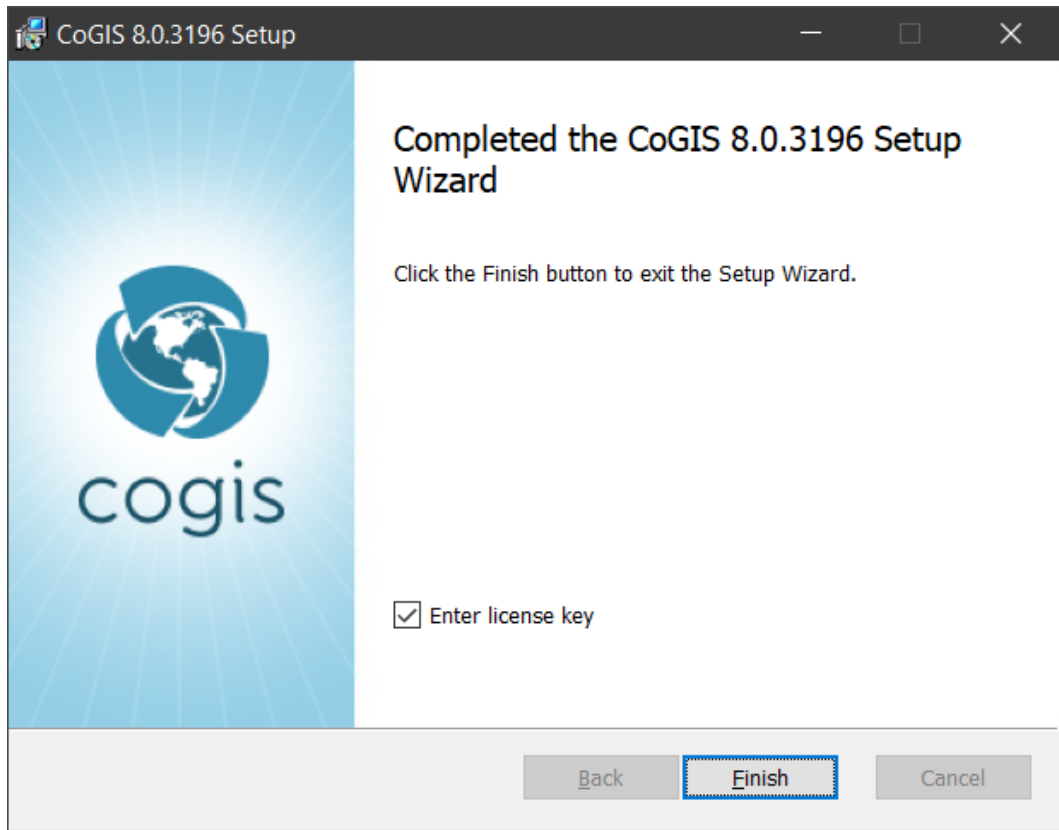 CoGIS 8.0.3196 Setup
Completed the CoGIS 8.0.3196 Setup
Wizard
Click the Finish button to exit the Setup Wizard.
cogis
Enter license key
Back
Finish
Cancel